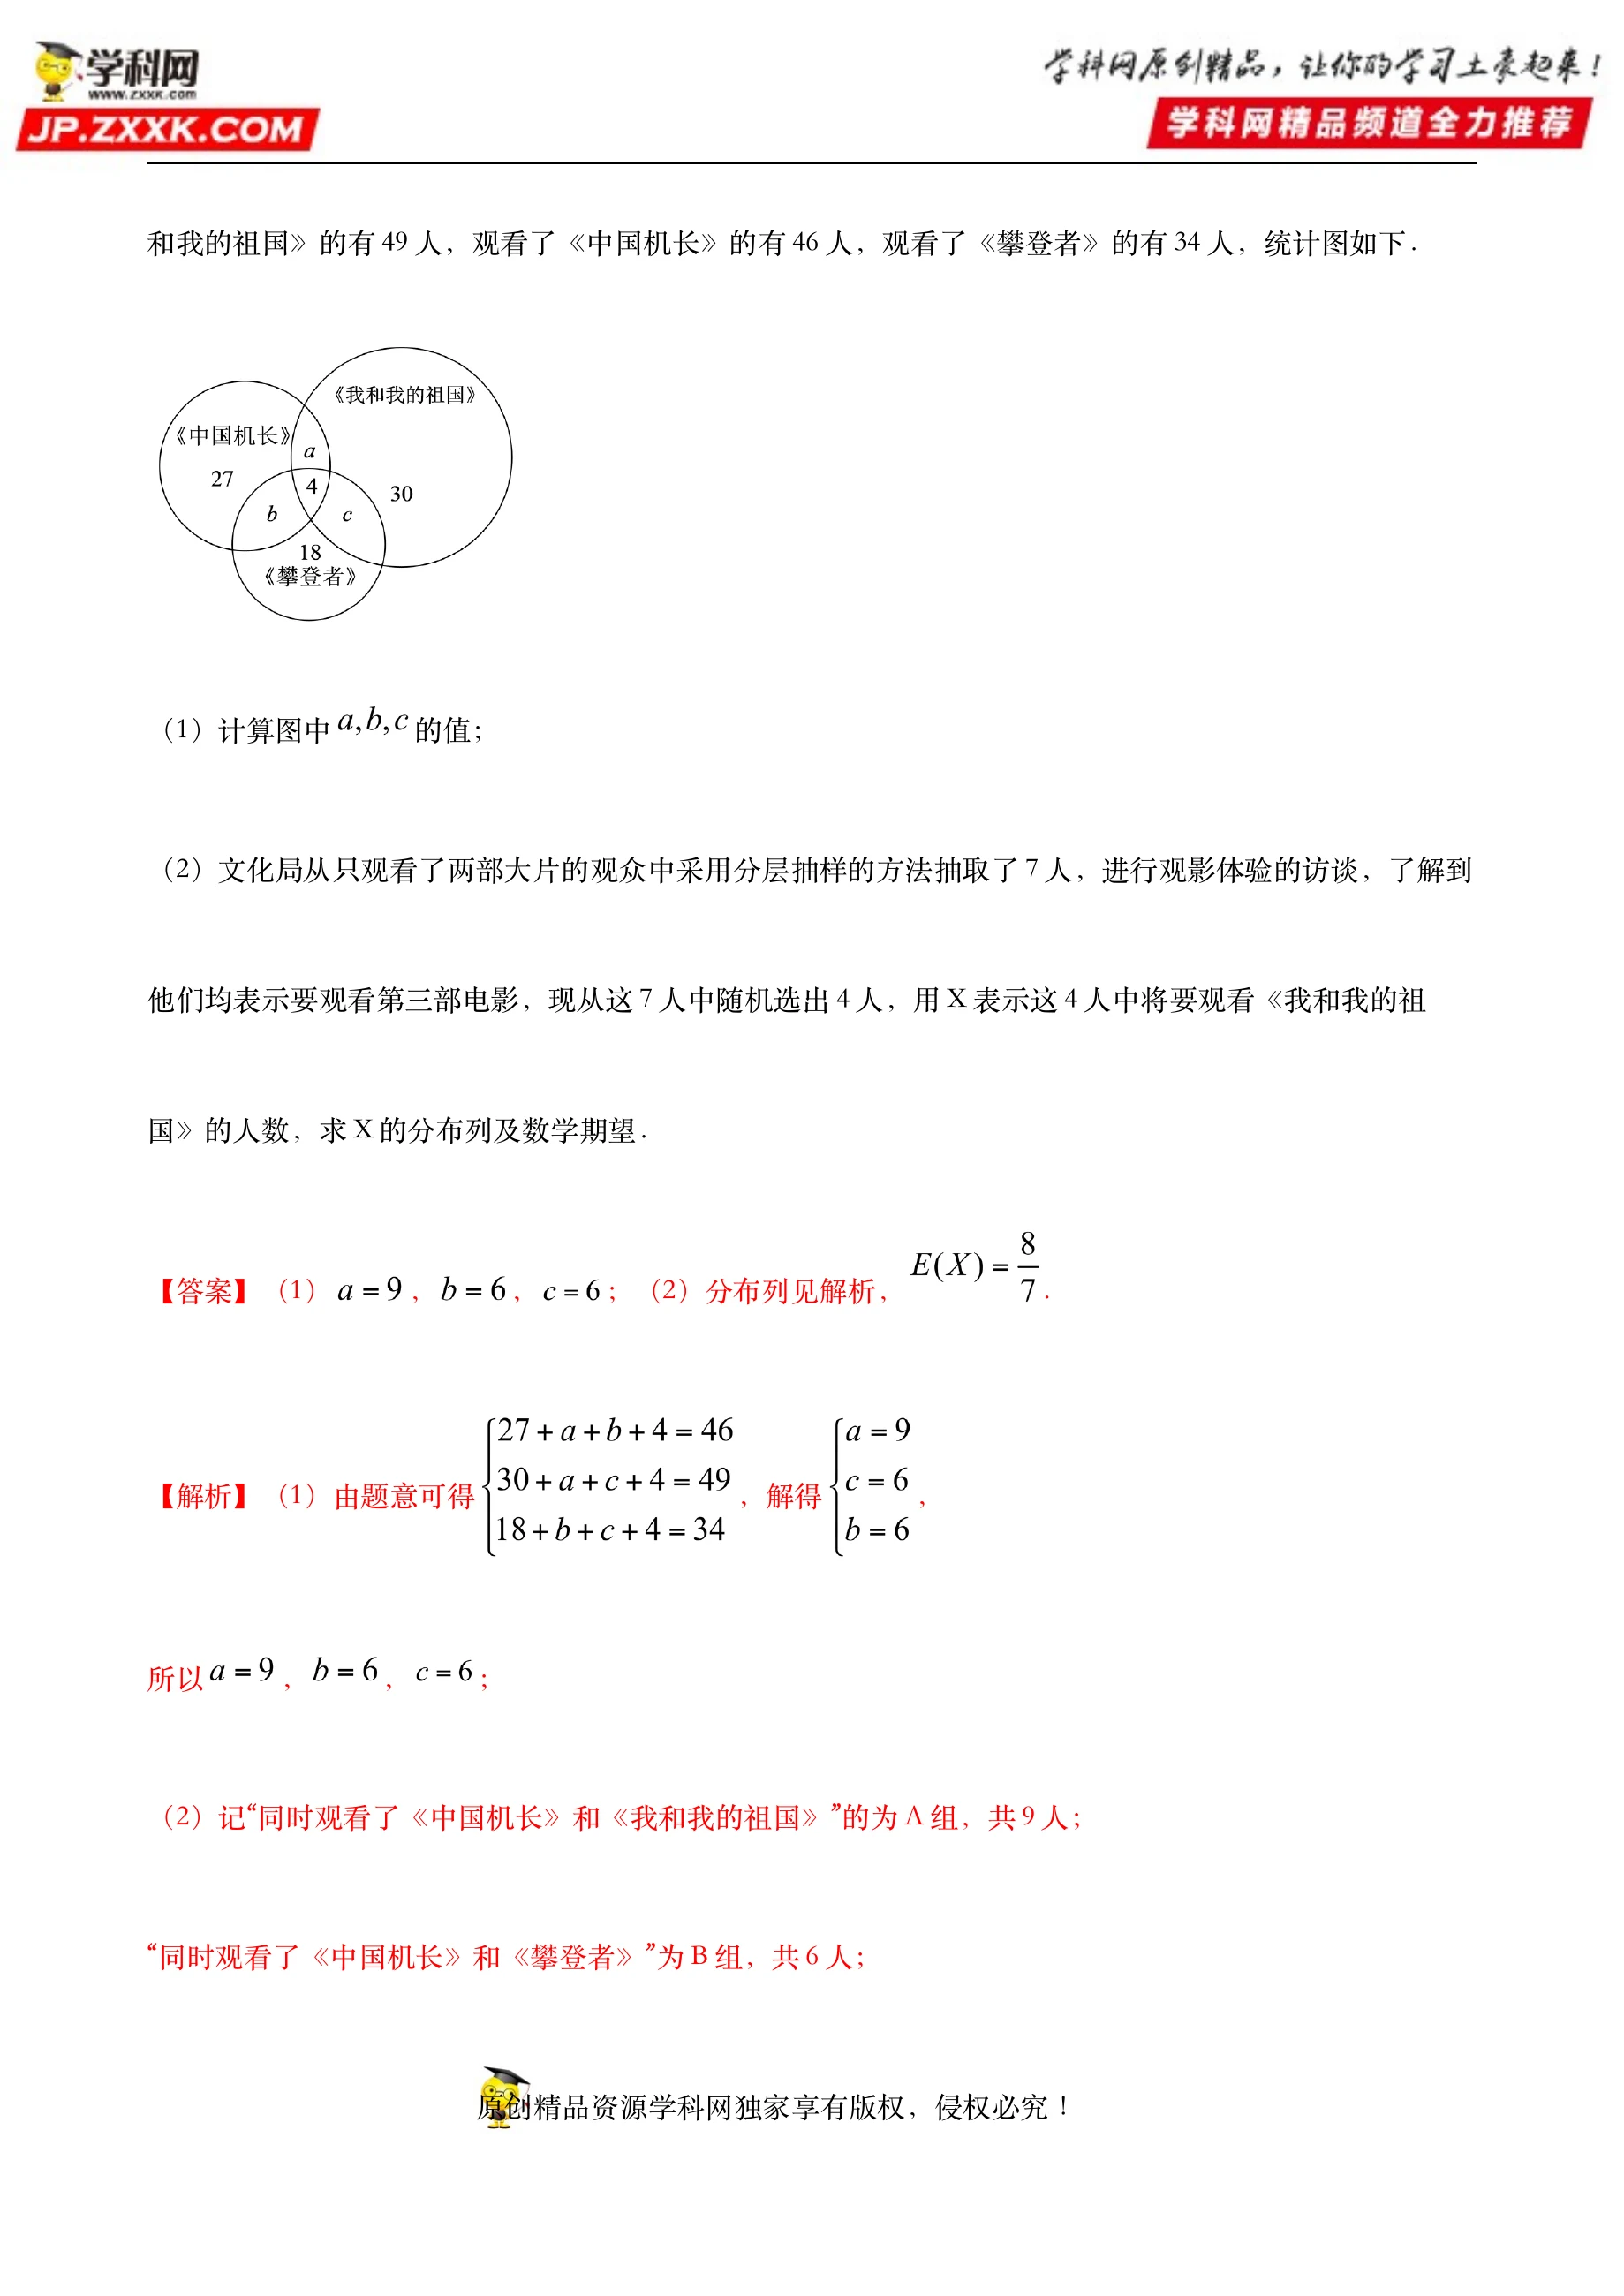 学科网
www.zxxk.com
JP.ZXXK.COM
学科网原创精品，让你的学习土豪起来！
学科网精品频道全力推荐
和我的祖国》的有 49 人，观看了《中国机长》的有 46 人，观看了《攀登者》的有 34 人，统计图如下．
《我和我的祖国》
《中国机长》
a
27
4
30
b
c
18
《攀登者》
（1）计算图中 a,b,c 的值；
（2）文化局从只观看了两部大片的观众中采用分层抽样的方法抽取了 7 人，进行观影体验的访谈，了解到
他们均表示要观看第三部电影，现从这 7 人中随机选出 4 人，用 X 表示这 4 人中将要观看《我和我的祖
国》的人数，求 X 的分布列及数学期望．
【答案】（1）a = 9，b = 6，c = 6；（2）分布列见解析，E(X) = 8/7．
【解析】（1）由题意可得 {27 + a + b + 4 = 46
30 + a + c + 4 = 49
18 + b + c + 4 = 34，解得 {a = 9
c = 6
b = 6，
所以 a = 9，b = 6，c = 6；
（2）记“同时观看了《中国机长》和《我和我的祖国》”的为 A 组，共 9 人；
“同时观看了《中国机长》和《攀登者》”为 B 组，共 6 人；
原创精品资源学科网独家享有版权，侵权必究！